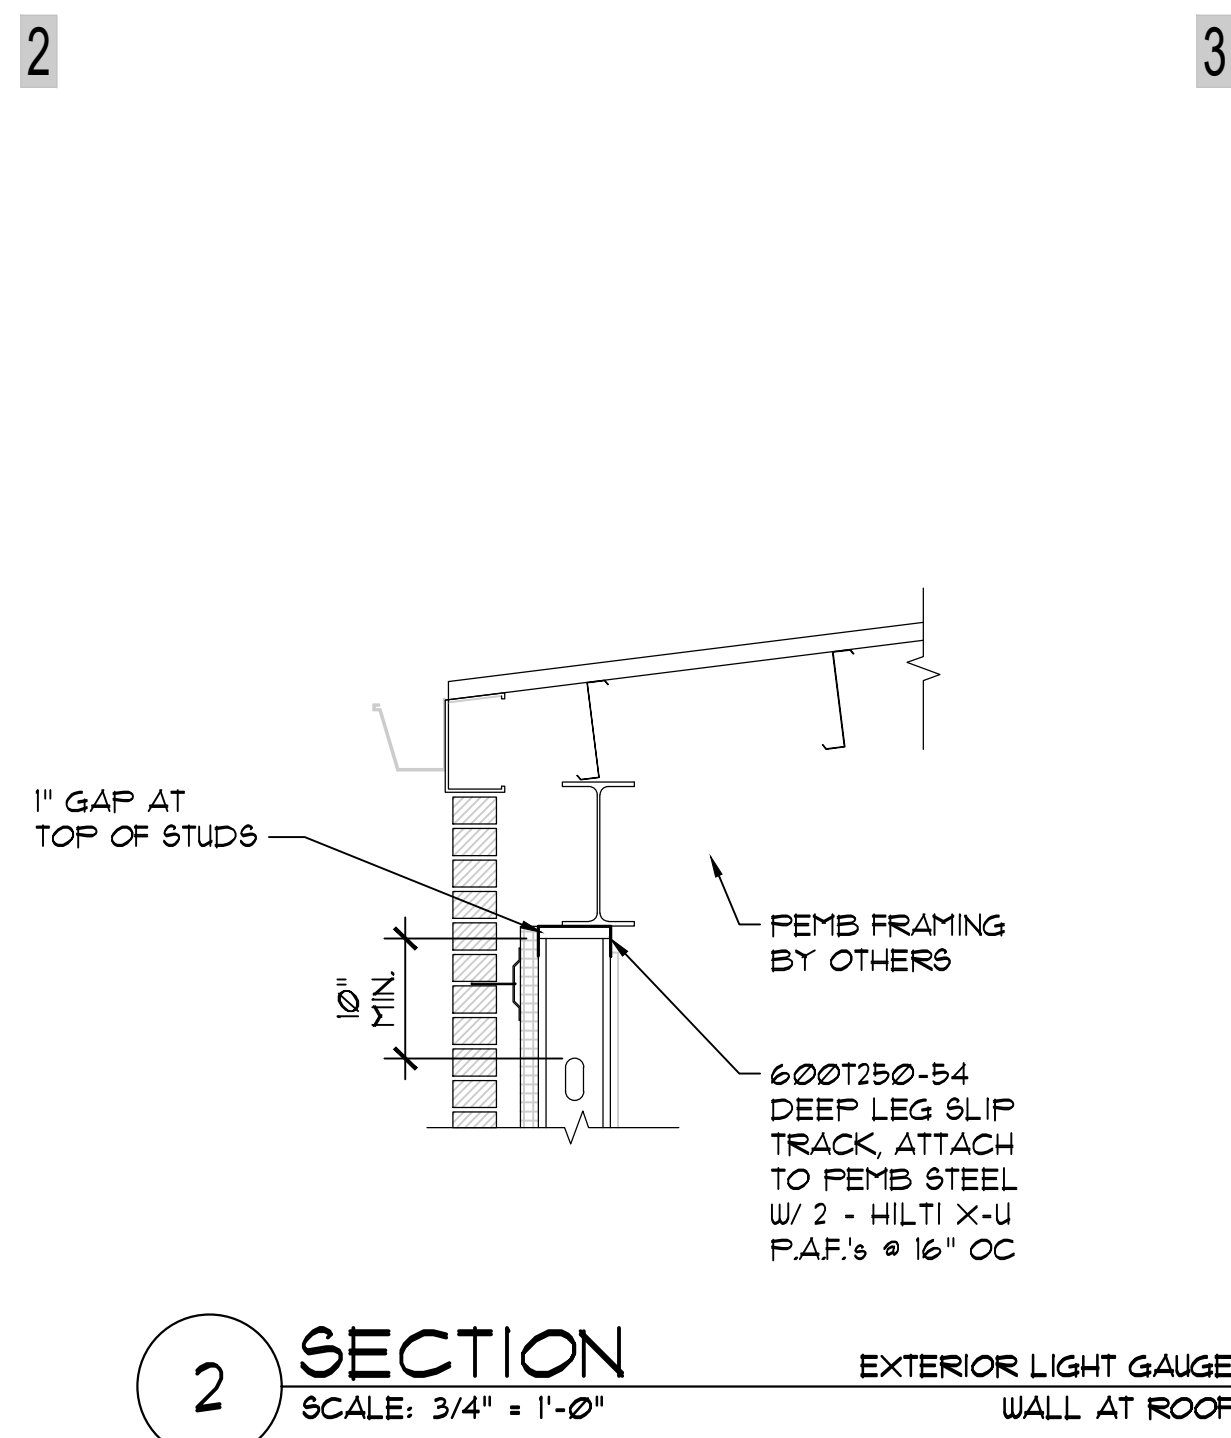 2
3
1" GAP AT
TOP OF STUDS
10"
MIN.
PEMB FRAMING
BY OTHERS
600T250-54
DEEP LEG SLIP
TRACK, ATTACH
TO PEMB STEEL
W/ 2 - HILTI X-U
P.A.F.'s @ 16" OC
2
SECTION
SCALE: 3/4" = 1'-0"
EXTERIOR LIGHT GAUGE
WALL AT ROOF